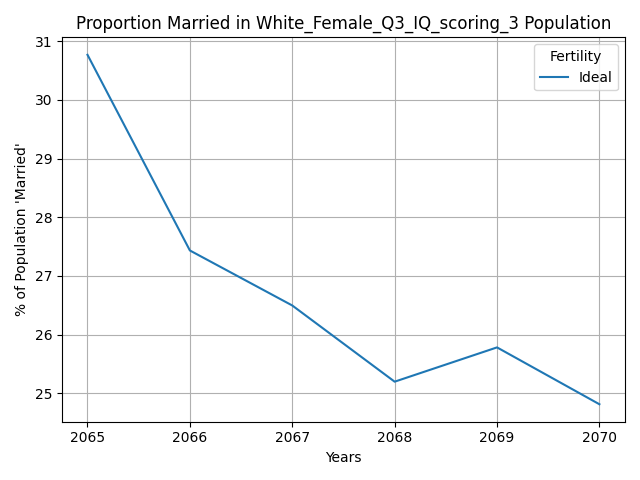 Proportion Married in White_Female_Q3_IQ_scoring_3 Population
Fertility
Ideal
% of Population 'Married'
31
30
29
28
27
26
25
2065 2066 2067 2068 2069 2070
Years